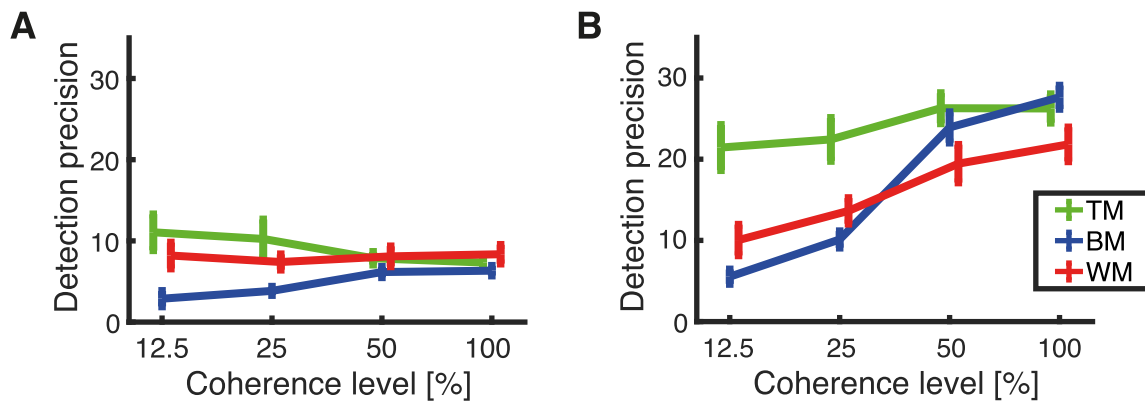 A
Detection precision
30
20
10
0
12.5 25 50 100
Coherence level [%]
B
Detection precision
30
20
10
0
12.5 25 50 100
Coherence level [%]
TM
BM
WM